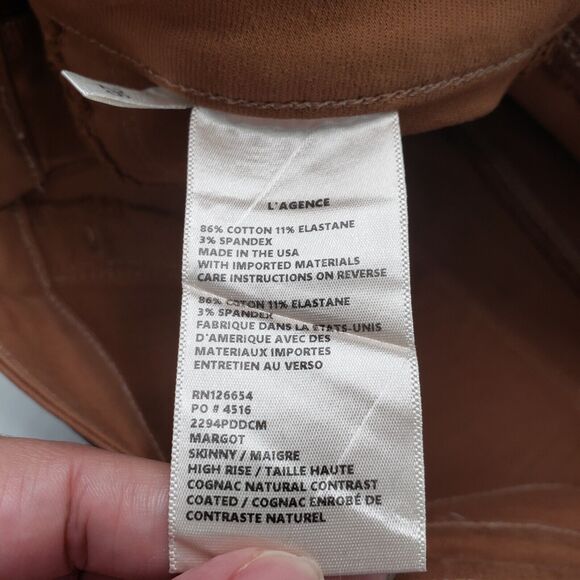 L'AGENCE
86% COTTON 11% ELASTANE
3% SPANDEX
MADE IN THE USA
WITH IMPORTED MATERIALS
CARE INSTRUCTIONS ON REVERSE
86% COTON 11% ELASTANE
3% SPANDEX
FABRIQUE DANS LA ETATS-UNIS
D'AMERIQUE AVEC DES
MATERIAUX IMPORTES
ENTRETIEN AU VERSO
RN126654
PO # 4516
2294PDDCM
MARGOT
SKINNY / MAIGRE
HIGH RISE / TAILLE HAUTE
COGNAC NATURAL CONTRAST
COATED / COGNAC ENROBÉ DE
CONTRASTE NATUREL